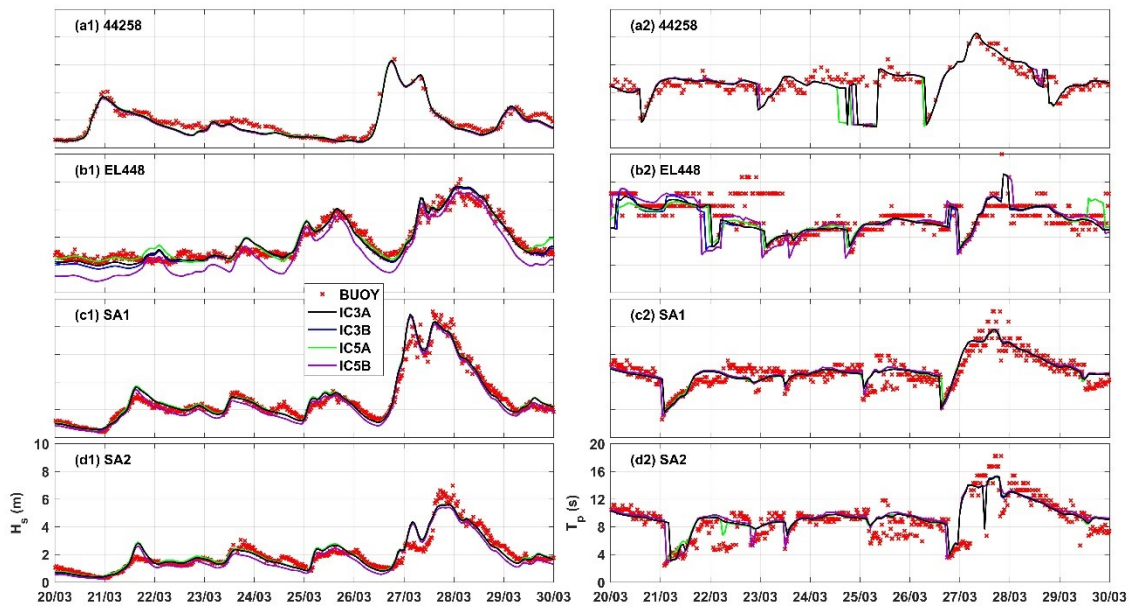 (a1) 44258
(a2) 44258
(b1) EL448
(b2) EL448
(c1) SA1
BUOY
IC3A
IC3B
IC5A
IC5B
(c2) SA1
(d1) SA2
10
8
6
4
2
0
H_s (m)
20/03 21/03 22/03 23/03 24/03 25/03 26/03 27/03 28/03 29/03 30/03
(d2) SA2
20
16
12
8
4
0
T_p (s)
20/03 21/03 22/03 23/03 24/03 25/03 26/03 27/03 28/03 29/03 30/03